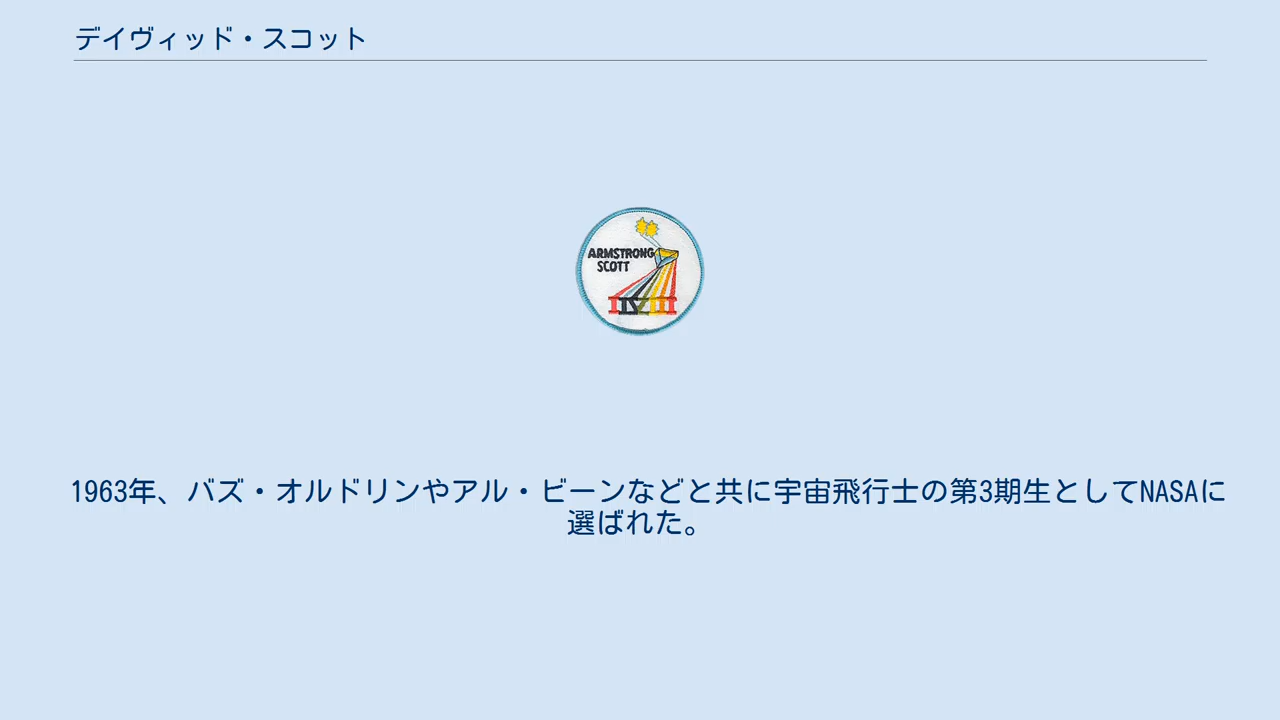 デイヴィッド・スコット
ARMSTRONG
SCOTT
1963年、バズ・オルドリンやアル・ビーンなどと共に宇宙飛行士の第3期生としてNASAに
選ばれた。